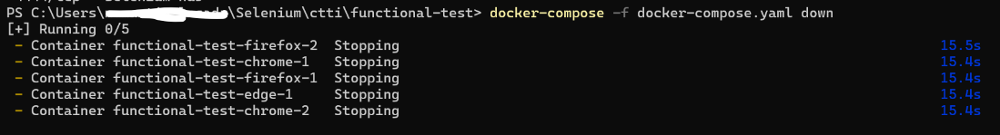 PS C:\Users\ \Selenium\ctti\functional-test> docker-compose -f docker-compose.yaml down
[+] Running 0/5
- Container functional-test-firefox-2 Stopping 15.5s
- Container functional-test-chrome-1 Stopping 15.4s
- Container functional-test-firefox-1 Stopping 15.4s
- Container functional-test-edge-1 Stopping 15.4s
- Container functional-test-chrome-2 Stopping 15.4s